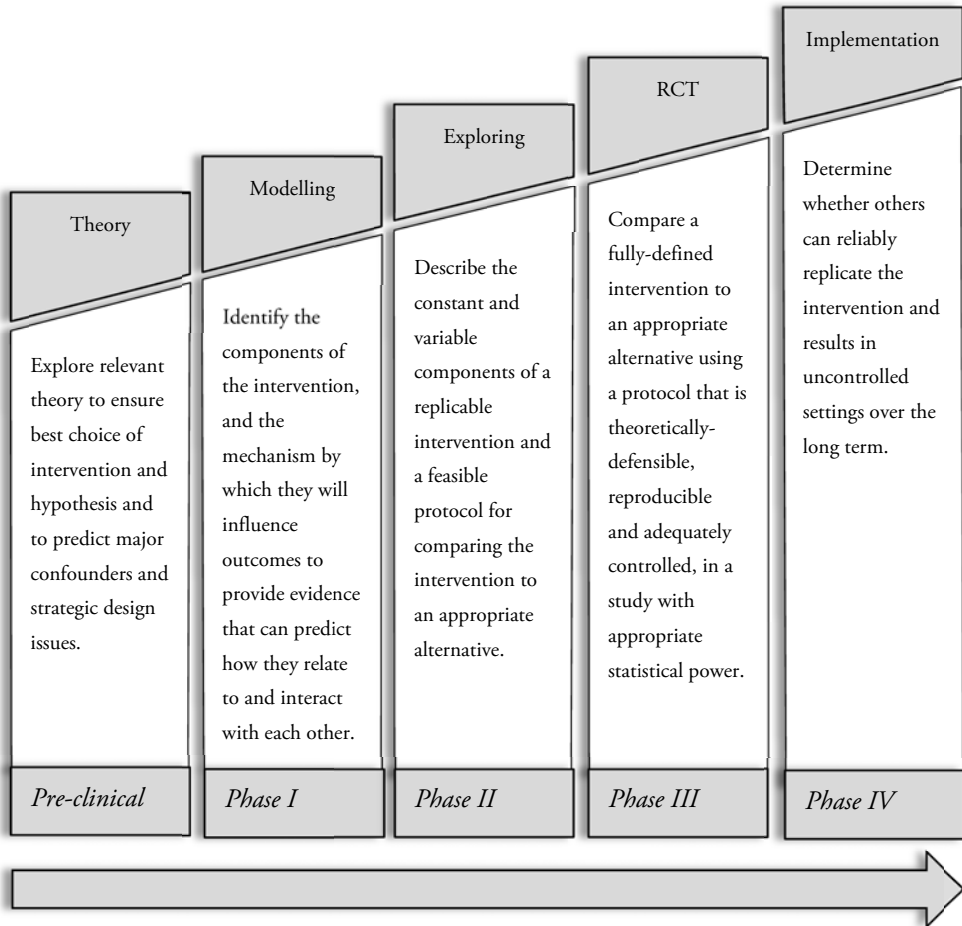 Theory
Explore relevant
theory to ensure
best choice of
intervention and
hypothesis and
to predict major
confounders and
strategic design
issues.
Pre-clinical
Modelling
Identify the
components of
the intervention,
and the
mechanism by
which they will
influence
outcomes to
provide evidence
that can predict
how they relate
to and interact
with each other.
Phase I
Exploring
Describe the
constant and
variable
components of a
replicable
intervention and
a feasible
protocol for
comparing the
intervention to
an appropriate
alternative.
Phase II
RCT
Compare a
fully-defined
intervention to
an appropriate
alternative using
a protocol that is
theoretically-
defensible,
reproducible
and adequately
controlled, in a
study with
appropriate
statistical power.
Phase III
Implementation
Determine
whether others
can reliably
replicate the
intervention and
results in
uncontrolled
settings over the
long term.
Phase IV